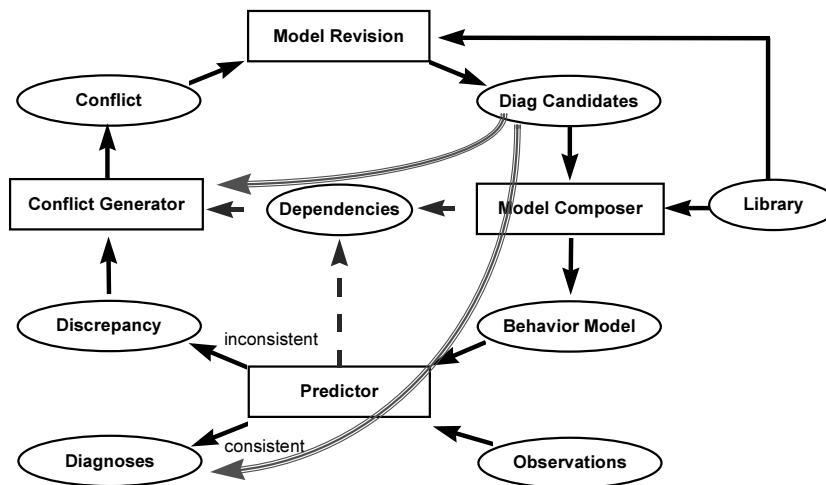 Model Revision
Conflict
Diag Candidates
Conflict Generator
Dependencies
Model Composer
Library
Discrepancy
inconsistent
Behavior Model
Predictor
consistent
Diagnoses
Observations